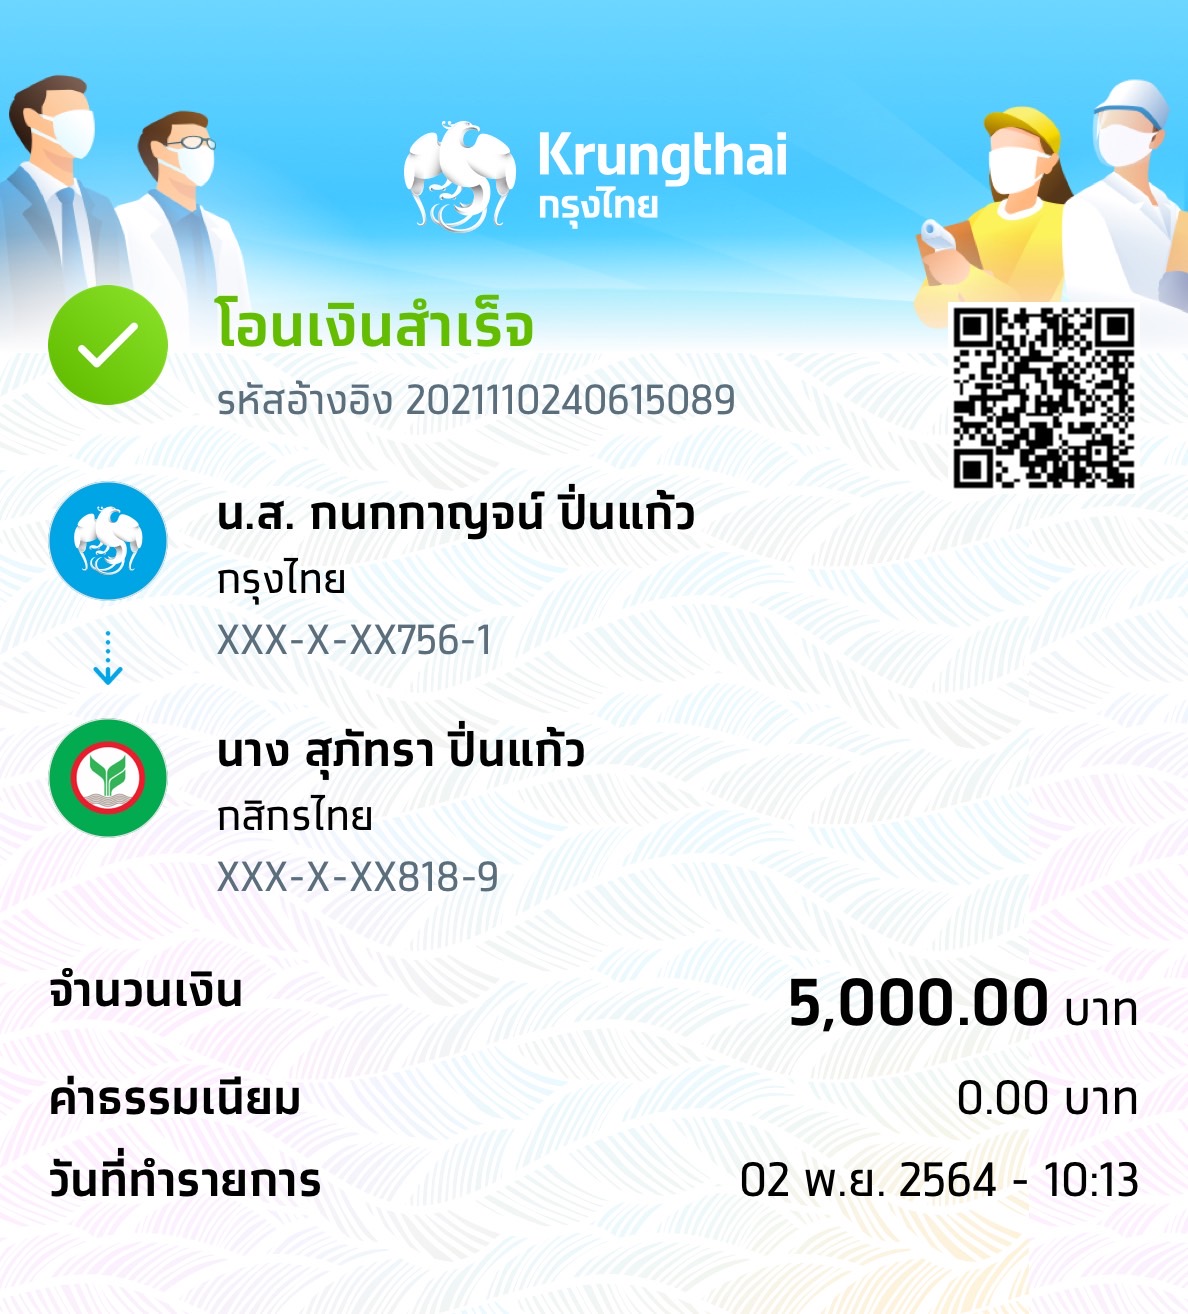 Krungthai
กรุงไทย
โอนเงินสำเร็จ
รหัสอ้างอิง 2021110240615089
น.ส. กนกกาญจน์ ปิ่นแก้ว
กรุงไทย
XXX-X-XX756-1
นาง สุภัทรา ปิ่นแก้ว
กสิกรไทย
XXX-X-XX818-9
จำนวนเงิน 5,000.00 บาท
ค่าธรรมเนียม 0.00 บาท
วันที่ทำรายการ 02 พ.ย. 2564 - 10:13